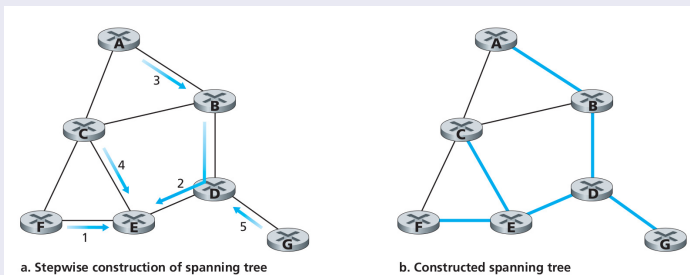 A
A
3
B
B
C
C
4
2
D
D
F
E
F
E
1
5
G
G
a. Stepwise construction of spanning tree
b. Constructed spanning tree